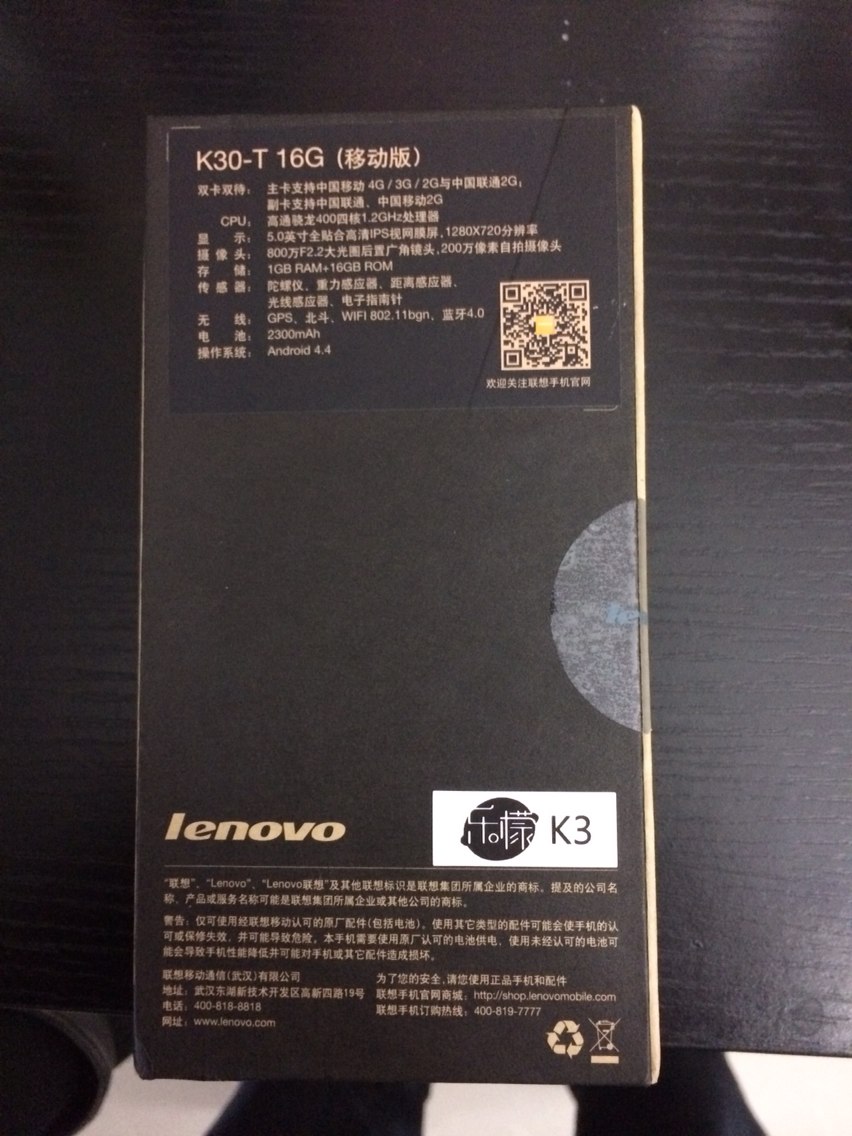 K30-T 16G (移动版)
双卡双待: 主卡支持中国移动 4G / 3G / 2G与中国联通2G;
副卡支持中国联通、中国移动2G
CPU: 高通骁龙400四核1.2GHz处理器
显 示: 5.0英寸全贴合高清IPS视网膜屏,1280X720分辨率
摄 像 头: 800万F2.2大光圈后置广角镜头,200万像素自拍摄像头
存 储: 1GB RAM+16GB ROM
传 感 器: 陀螺仪、重力感应器、距离感应器、
光线感应器、电子指南针
无 线: GPS、北斗、WIFI 802.11bgn、蓝牙4.0
电 池: 2300mAh
操作系统: Android 4.4
欢迎关注联想手机官网
le
lenovo
乐檬 K3
“联想”、“Lenovo”、“Lenovo联想”及其他联想标识是联想集团所属企业的商标。提及的公司名
称、产品或服务名称可能是联想集团所属企业或其他公司的商标。
警告: 仅可使用经联想移动认可的原厂配件(包括电池)。使用其它类型的配件可能会使手机的认
可或保修失效，并可能导致危险。本手机需要使用原厂认可的电池供电，使用未经认可的电池可
能会导致手机性能降低并可能对手机或其它配件造成损坏。
联想移动通信(武汉)有限公司
地址: 武汉东湖新技术开发区高新四路19号
电话: 400-818-8818
网址: www.lenovo.com
为了您的安全,请您使用正品手机和配件
联想手机官网商城: http://shop.lenovomobile.com
联想手机订购热线: 400-819-7777